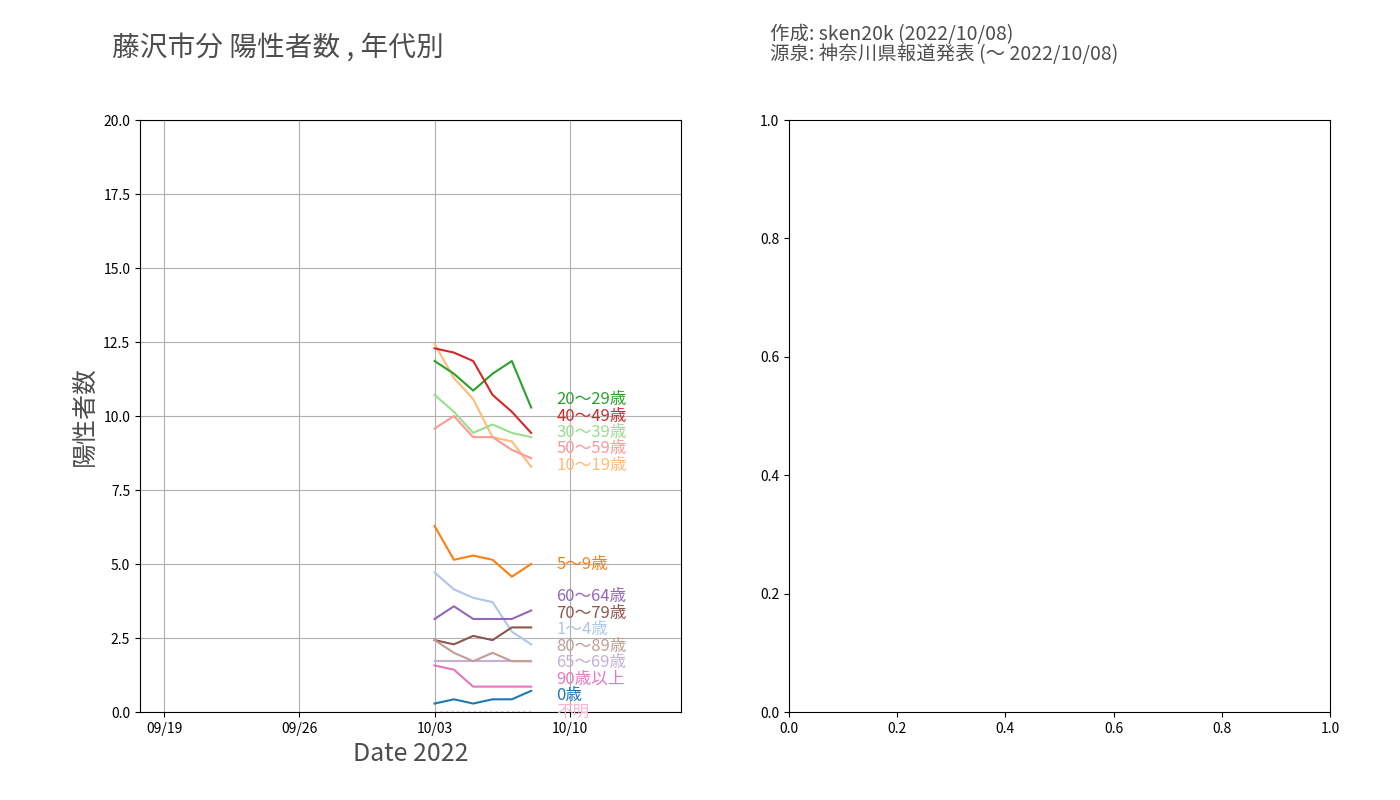 藤沢市分 陽性者数 , 年代別
作成: sken20k (2022/10/08)
源泉: 神奈川県報道発表 (〜 2022/10/08)
陽性者数
20.0
17.5
15.0
12.5
10.0
7.5
5.0
2.5
0.0
20〜29歳
40〜49歳
30〜39歳
50〜59歳
10〜19歳
5〜9歳
60〜64歳
70〜79歳
1〜4歳
80〜89歳
65〜69歳
90歳以上
0歳
不明
09/19 09/26 10/03 10/10
Date 2022
1.0
0.8
0.6
0.4
0.2
0.0
0.0 0.2 0.4 0.6 0.8 1.0